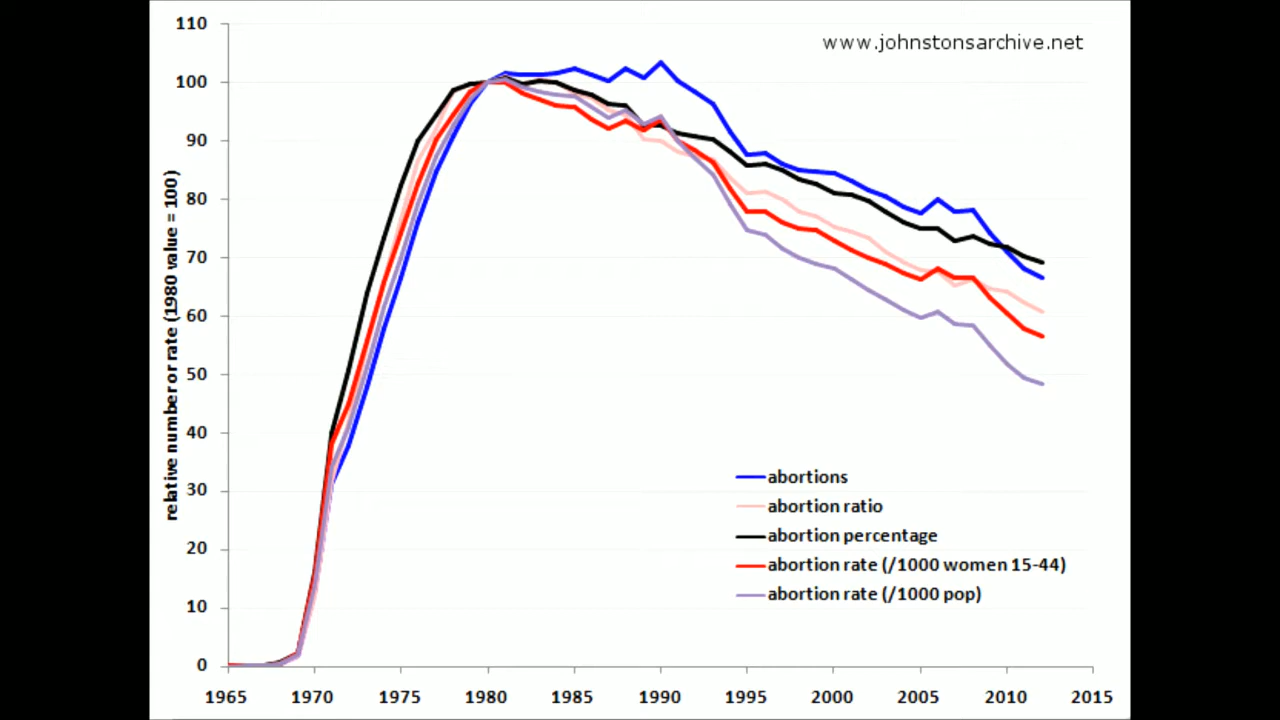 www.johnstonsarchive.net
relative number or rate (1980 value = 100)
110
100
90
80
70
60
50
40
30
20
10
0
abortions
abortion ratio
abortion percentage
abortion rate (/1000 women 15-44)
abortion rate (/1000 pop)
1965 1970 1975 1980 1985 1990 1995 2000 2005 2010 2015